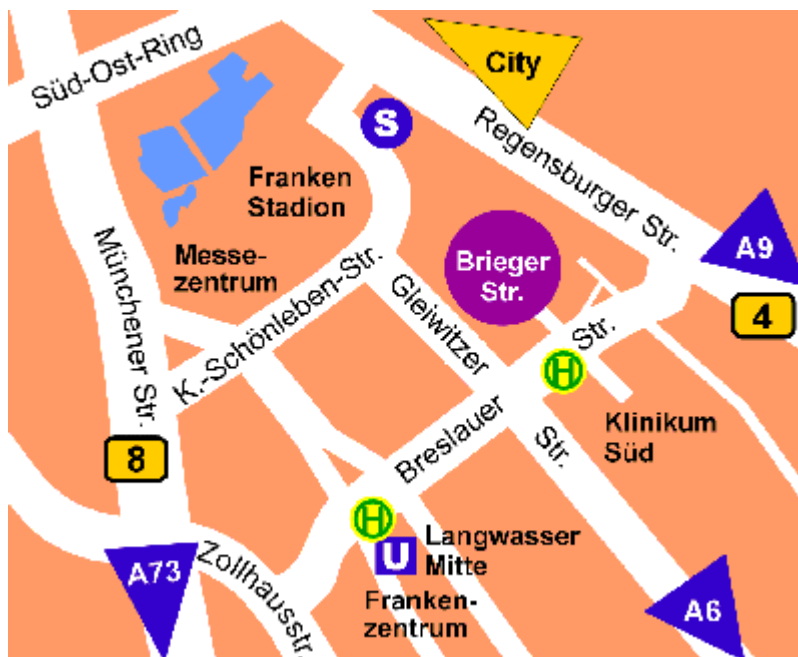 Süd-Ost-Ring
City
S
Regensburger Str.
Franken
Stadion
A9
Münchener Str.
Messe-
zentrum
K.-Schönleben-Str.
Gleiwitzer
Str.
Brieger
Str.
4
Breslauer
Str.
H
Klinikum
Süd
8
H
U
Langwasser
Mitte
A73
Zollhausstr.
Franken-
zentrum
A6